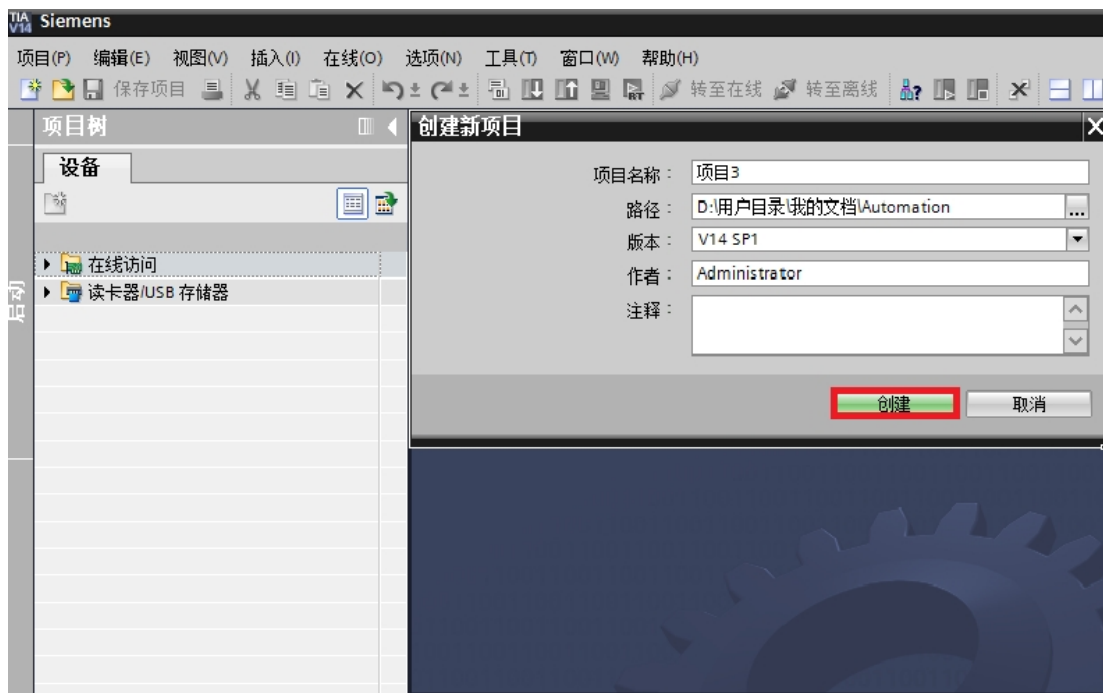 TIA V14 Siemens
项目(P) 编辑(E) 视图(V) 插入(I) 在线(O) 选项(N) 工具(T) 窗口(W) 帮助(H)
保存项目 RT 转至在线 转至离线
项目树
设备
在线访问
读卡器/USB 存储器
启动
创建新项目
项目名称：项目3
路径：D:\用户目录\我的文档\Automation ...
版本：V14 SP1
作者：Administrator
注释：
创建 取消